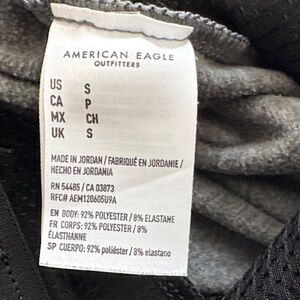 AMERICAN EAGLE
OUTFITTERS
US S
CA P
MX CH
UK S
MADE IN JORDAN / FABRIQUÉ EN JORDANIE /
HECHO EN JORDANIA
RN 54485 / CA 03873
RFC# AEM120605U9A
EN BODY: 92% POLYESTER / 8% ELASTANE
FR CORPS: 92% POLYESTER / 8%
ÉLASTHANNE
SP CUERPO: 92% poliéster / 8% elastano